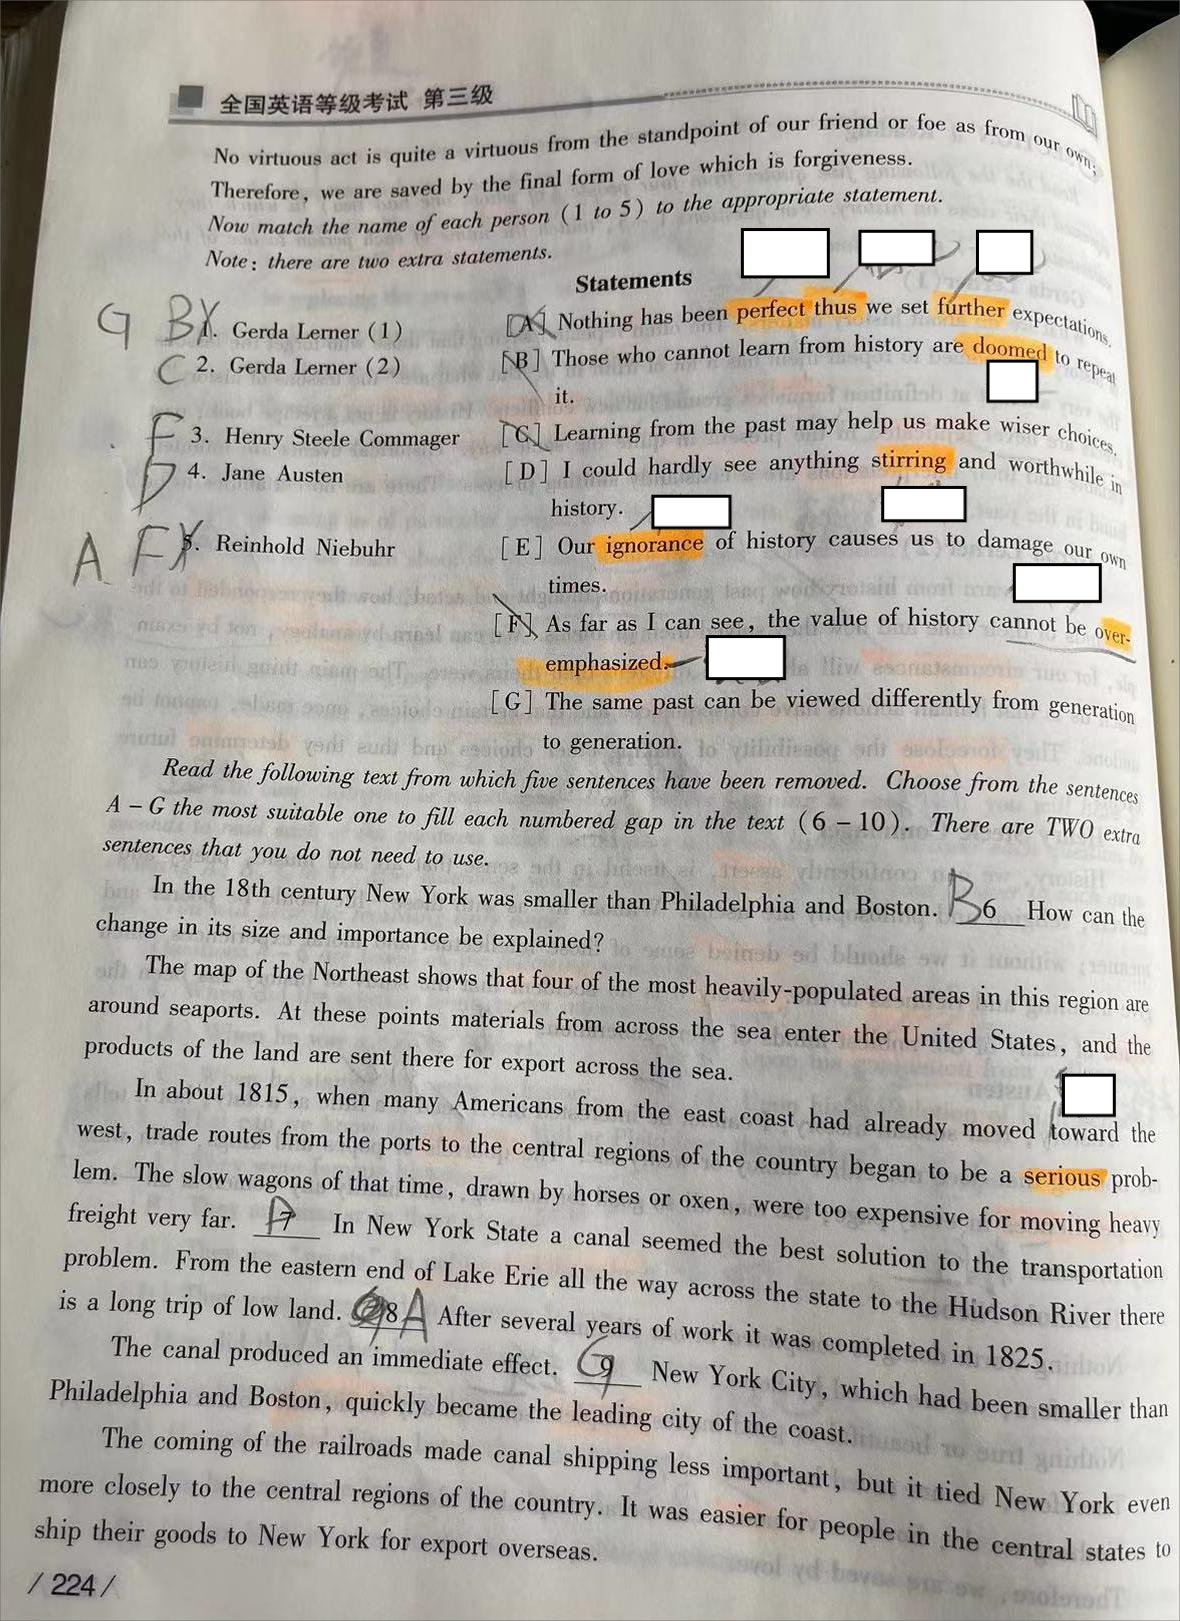 全国英语等级考试 第三级
No virtuous act is quite a virtuous from the standpoint of our friend or foe as from our own;
Therefore, we are saved by the final form of love which is forgiveness.
Now match the name of each person (1 to 5) to the appropriate statement.
Note: there are two extra statements.
Statements
G B 1. Gerda Lerner (1)
[A] Nothing has been perfect thus we set further expectations.
C 2. Gerda Lerner (2)
[B] Those who cannot learn from history are doomed to repeat
it.
F 3. Henry Steele Commager
[C] Learning from the past may help us make wiser choices.
D 4. Jane Austen
[D] I could hardly see anything stirring and worthwhile in
history.
A F 5. Reinhold Niebuhr
[E] Our ignorance of history causes us to damage our own
times.
[F] As far as I can see, the value of history cannot be over-
emphasized.
[G] The same past can be viewed differently from generation
to generation.
Read the following text from which five sentences have been removed. Choose from the sentences
A - G the most suitable one to fill each numbered gap in the text (6 - 10). There are TWO extra
sentences that you do not need to use.
In the 18th century New York was smaller than Philadelphia and Boston. B 6 How can the
change in its size and importance be explained?
The map of the Northeast shows that four of the most heavily-populated areas in this region are
around seaports. At these points materials from across the sea enter the United States, and the
products of the land are sent there for export across the sea.
In about 1815, when many Americans from the east coast had already moved toward the
west, trade routes from the ports to the central regions of the country began to be a serious prob-
lem. The slow wagons of that time, drawn by horses or oxen, were too expensive for moving heavy
freight very far. 7 In New York State a canal seemed the best solution to the transportation
problem. From the eastern end of Lake Erie all the way across the state to the Hudson River there
is a long trip of low land. 8 A After several years of work it was completed in 1825.
The canal produced an immediate effect. G 9 New York City, which had been smaller than
Philadelphia and Boston, quickly became the leading city of the coast.
The coming of the railroads made canal shipping less important, but it tied New York even
more closely to the central regions of the country. It was easier for people in the central states to
ship their goods to New York for export overseas.
/ 224 /